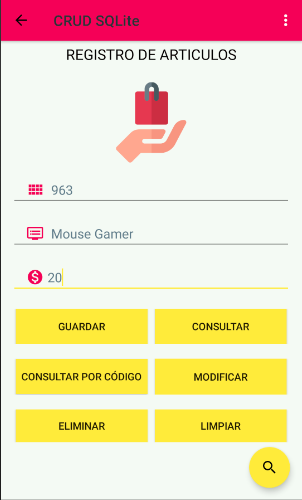 CRUD SQLite
REGISTRO DE ARTICULOS
963
Mouse Gamer
20
GUARDAR
CONSULTAR
CONSULTAR POR CÓDIGO
MODIFICAR
ELIMINAR
LIMPIAR